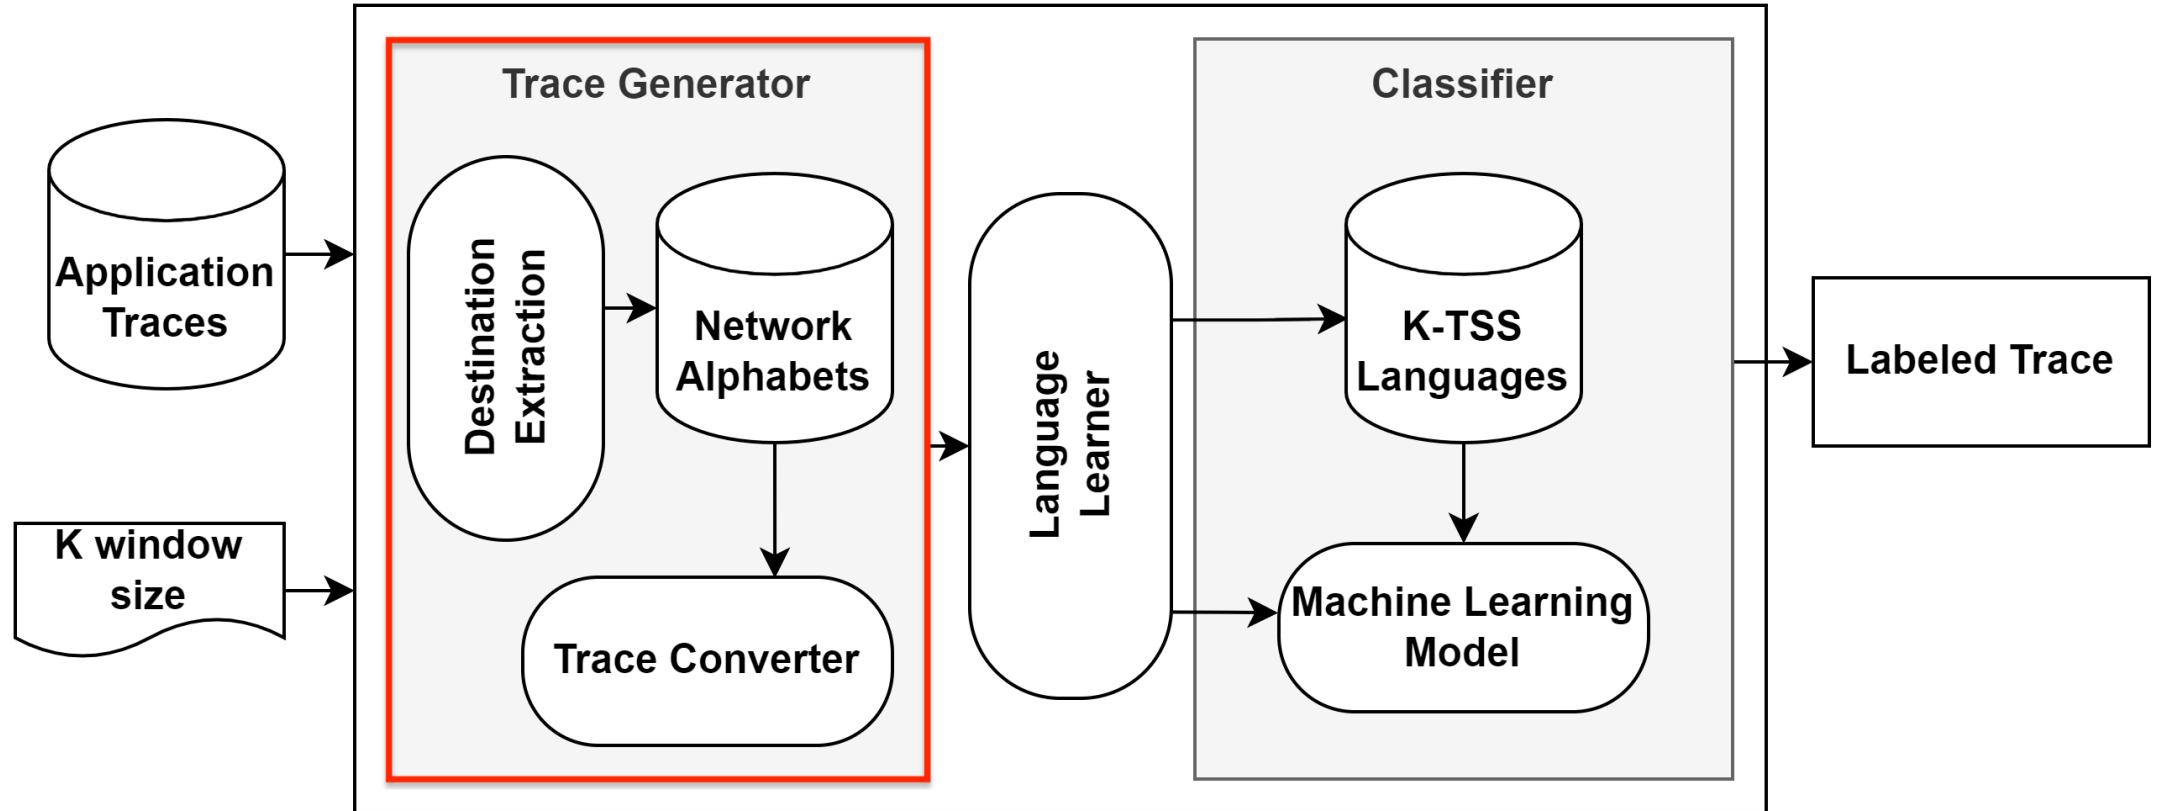 Trace Generator
Classifier
Application
Traces
K window
size
Destination
Extraction
Network
Alphabets
Trace Converter
Language
Learner
K-TSS
Languages
Machine Learning
Model
Labeled Trace